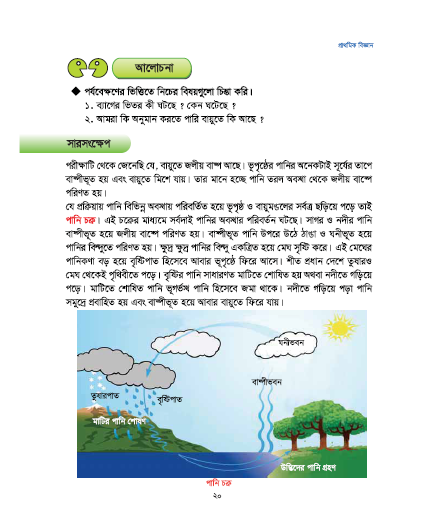 প্রাথমিক বিজ্ঞান
আলোচনা
◆ পর্যবেক্ষণের ভিত্তিতে নিচের বিষয়গুলো চিন্তা করি।
১. ব্যাগের ভিতর কী ঘটছে ? কেন ঘটেছে ?
২. আমরা কি অনুমান করতে পারি বায়ুতে কি আছে ?
সারসংক্ষেপ
পরীক্ষাটি থেকে জেনেছি যে, বায়ুতে জলীয় বাষ্প আছে। ভূপৃষ্ঠের পানির অনেকটাই সূর্যের তাপে
বাষ্পীভূত হয় এবং বায়ুতে মিশে যায়। তার মানে হচ্ছে পানি তরল অবস্থা থেকে জলীয় বাষ্পে
পরিণত হয়।
যে প্রক্রিয়ায় পানি বিভিন্ন অবস্থায় পরিবর্তিত হয়ে ভূপৃষ্ঠ ও বায়ুমণ্ডলের সর্বত্র ছড়িয়ে পড়ে তাই
পানি চক্র। এই চক্রের মাধ্যমে সর্বদাই পানির অবস্থার পরিবর্তন ঘটছে। সাগর ও নদীর পানি
বাষ্পীভূত হয়ে জলীয় বাষ্পে পরিণত হয়। বাষ্পীভূত পানি উপরে উঠে ঠাণ্ডা ও ঘনীভূত হয়ে
পানির বিন্দুতে পরিণত হয়। ক্ষুদ্র ক্ষুদ্র পানির বিন্দু একত্রিত হয়ে মেঘ সৃষ্টি করে। এই মেঘের
পানিকণা বড় হয়ে বৃষ্টিপাত হিসেবে আবার ভূপৃষ্ঠে ফিরে আসে। শীত প্রধান দেশে তুষারও
মেঘ থেকেই পৃথিবীতে পড়ে। বৃষ্টির পানি সাধারণত মাটিতে শোষিত হয় অথবা নদীতে গড়িয়ে
পড়ে। মাটিতে শোষিত পানি ভূগর্ভস্থ পানি হিসেবে জমা থাকে। নদীতে গড়িয়ে পড়া পানি
সমুদ্রে প্রবাহিত হয় এবং বাষ্পীভূত হয়ে আবার বায়ুতে ফিরে যায়।
ঘনীভবন
বাষ্পীভবন
তুষারপাত
বৃষ্টিপাত
মাটির পানি শোষণ
উদ্ভিদের পানি গ্রহণ
পানি চক্র
২০